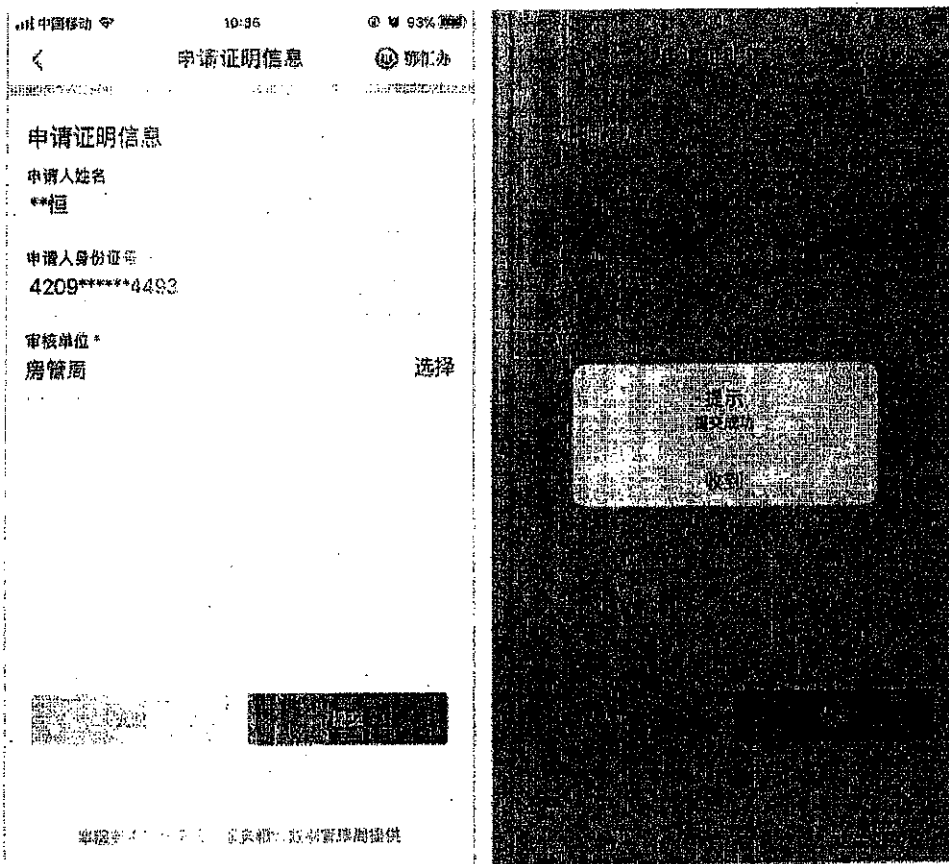 中国移动 10:36 93%
申请证明信息 鄂汇办
申请证明信息
申请人姓名
**恒
申请人身份证号
4209******4493
审核单位*
房管局 选择
提示
提交成功
收到